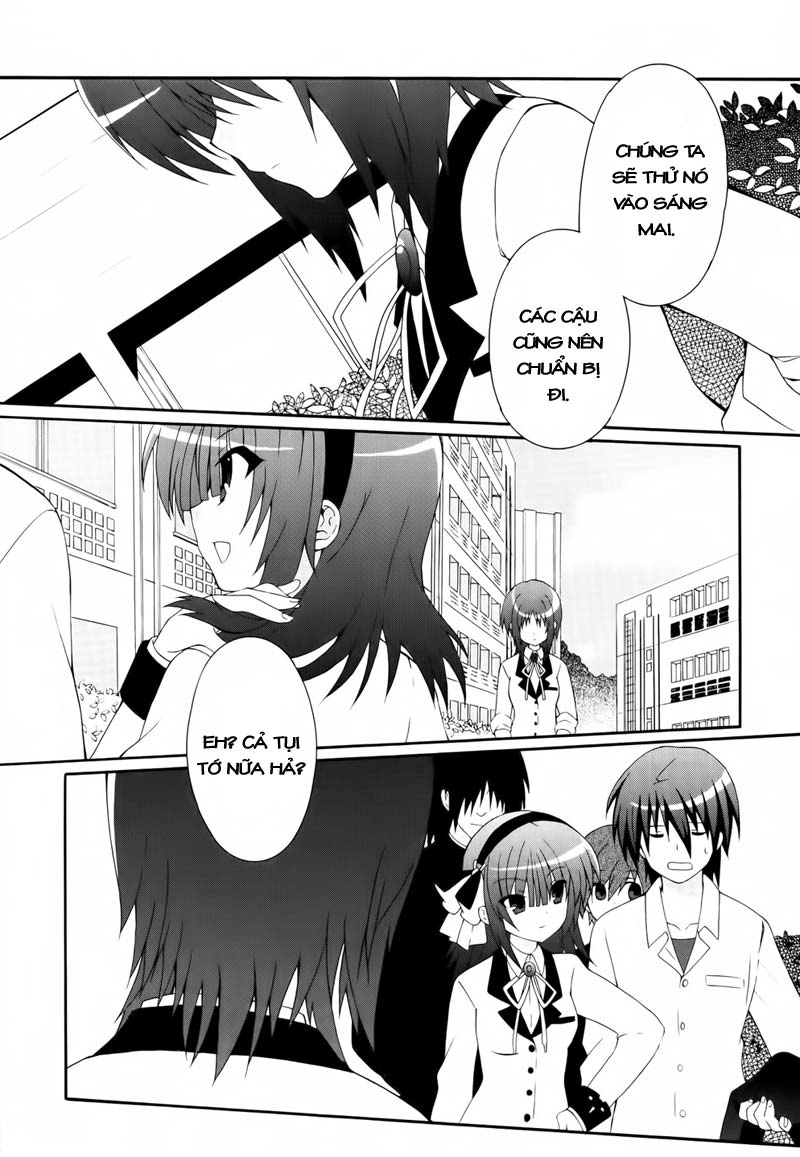 CHÚNG TA
SẼ THỬ NÓ
VÀO SÁNG
MAI.
CÁC CẬU
CŨNG NÊN
CHUẨN BỊ
ĐI.
EH? CẢ TỤI
TỚ NỮA HẢ?